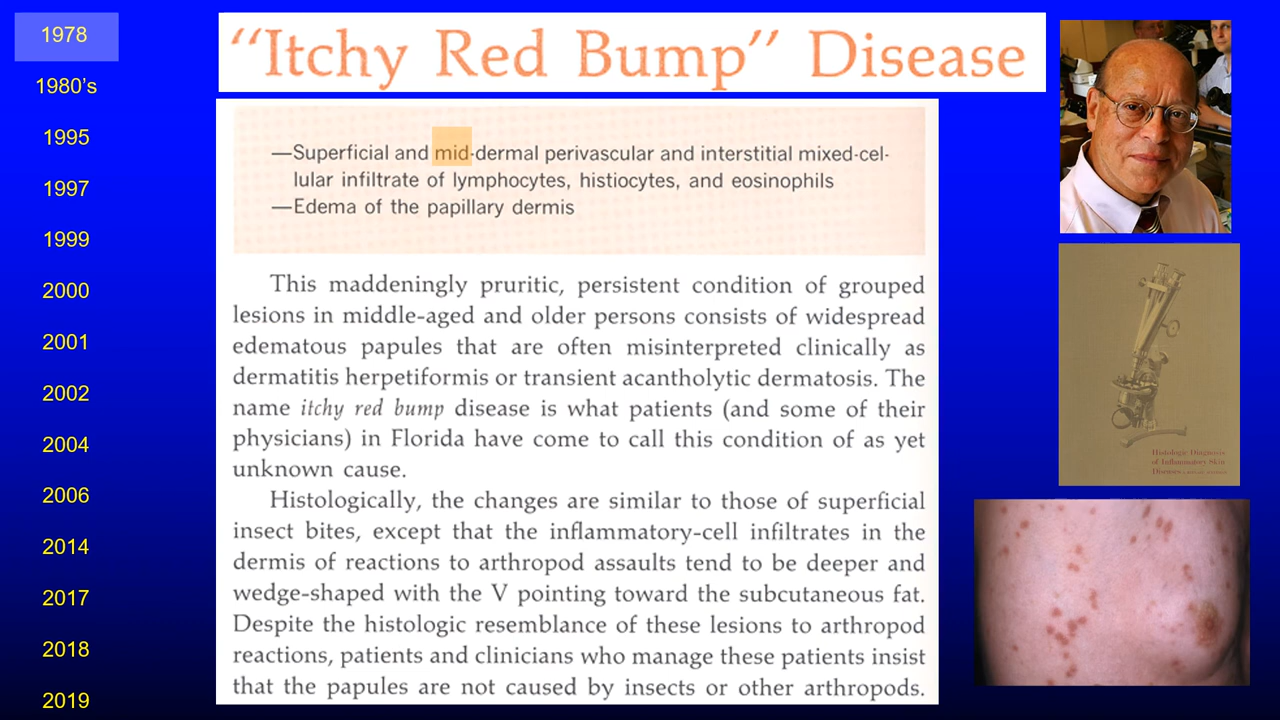 1978
1980's
1995
1997
1999
2000
2001
2002
2004
2006
2014
2017
2018
2019
“Itchy Red Bump” Disease
—Superficial and mid-dermal perivascular and interstitial mixed-cel-
lular infiltrate of lymphocytes, histiocytes, and eosinophils
—Edema of the papillary dermis
This maddeningly pruritic, persistent condition of grouped
lesions in middle-aged and older persons consists of widespread
edematous papules that are often misinterpreted clinically as
dermatitis herpetiformis or transient acantholytic dermatosis. The
name itchy red bump disease is what patients (and some of their
physicians) in Florida have come to call this condition of as yet
unknown cause.
Histologically, the changes are similar to those of superficial
insect bites, except that the inflammatory-cell infiltrates in the
dermis of reactions to arthropod assaults tend to be deeper and
wedge-shaped with the V pointing toward the subcutaneous fat.
Despite the histologic resemblance of these lesions to arthropod
reactions, patients and clinicians who manage these patients insist
that the papules are not caused by insects or other arthropods.
Histologic Diagnosis
of Inflammatory Skin
Diseases